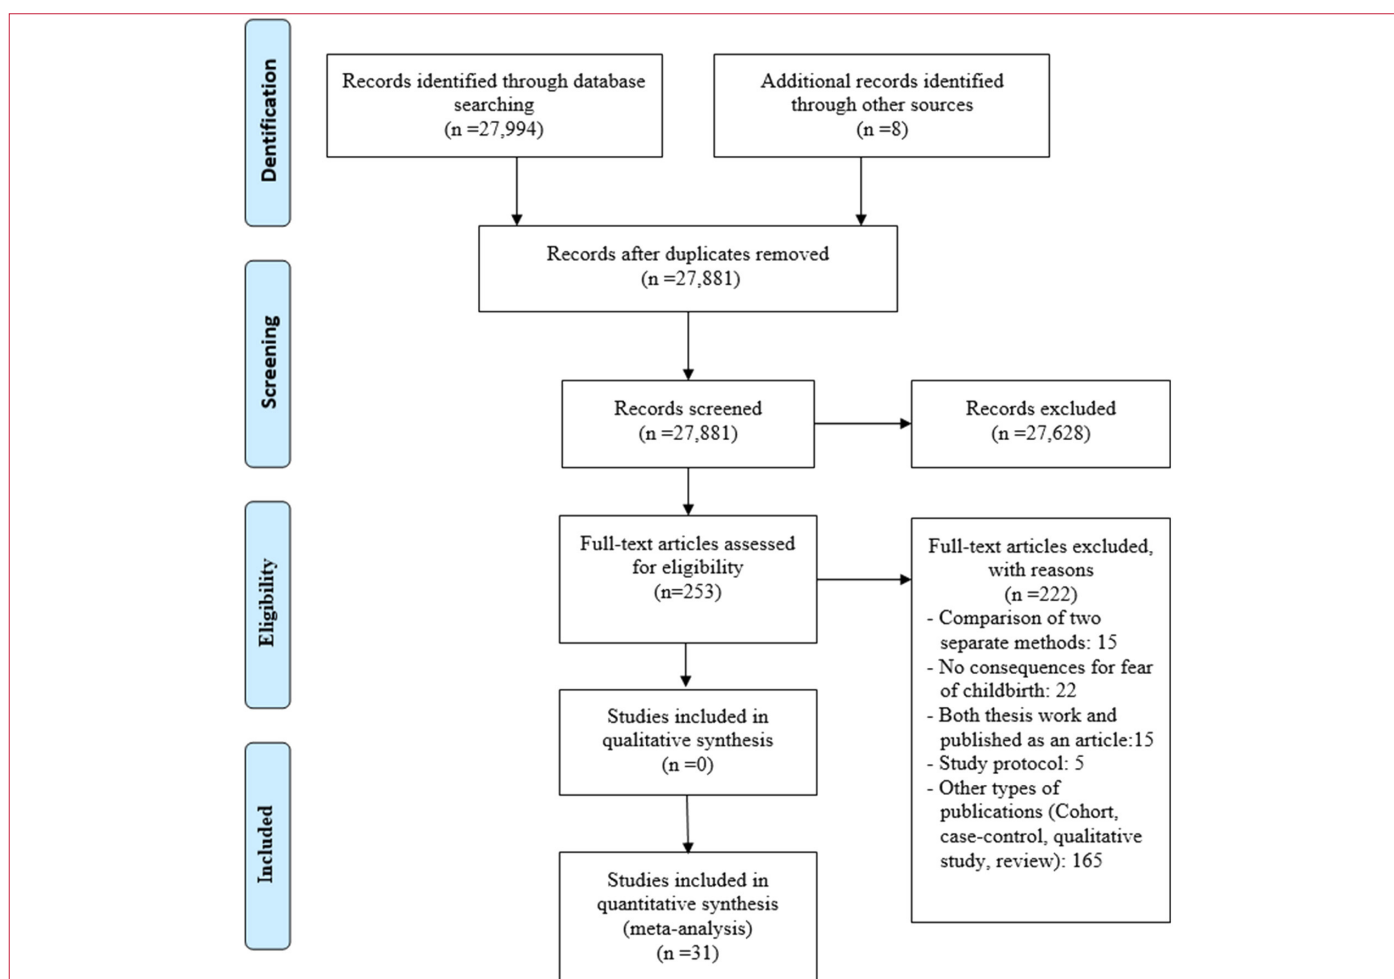 Dentification
Records identified through database
searching
(n =27,994)
Additional records identified
through other sources
(n =8)
Records after duplicates removed
(n =27,881)
Screening
Records screened
(n =27,881)
Records excluded
(n =27,628)
Eligibility
Full-text articles assessed
for eligibility
(n=253)
Full-text articles excluded,
with reasons
(n =222)
- Comparison of two
separate methods: 15
- No consequences for fear
of childbirth: 22
- Both thesis work and
published as an article:15
- Study protocol: 5
- Other types of
publications (Cohort,
case-control, qualitative
study, review): 165
Studies included in
qualitative synthesis
(n =0)
Included
Studies included in
quantitative synthesis
(meta-analysis)
(n =31)